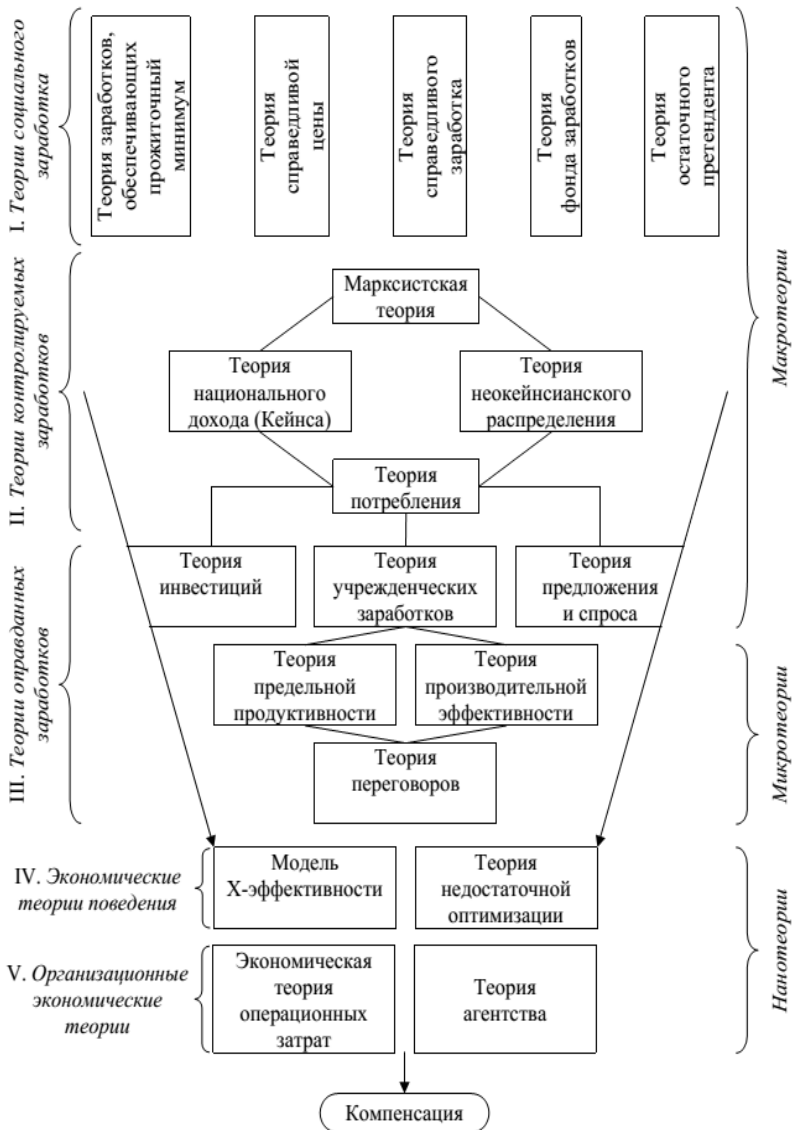 I. Теории социального
заработка
Теория заработков,
обеспечивающих
прожиточный
минимум
Теория
справедливой
цены
Теория
справедливого
заработка
Теория
фонда заработков
Теория
остаточного
претендента
Макротеории
II. Теории контролируемых
заработков
Марксистская
теория
Теория
национального
дохода (Кейнса)
Теория
неокейнсианского
распределения
Теория
потребления
III. Теории оправданных
заработков
Теория
инвестиций
Теория
учрежденческих
заработков
Теория
предложения
и спроса
Теория
предельной
продуктивности
Теория
производительной
эффективности
Теория
переговоров
Микротеории
IV. Экономические
теории поведения
Модель
Х-эффективности
Теория
недостаточной
оптимизации
Нанотеории
V. Организационные
экономические
теории
Экономическая
теория
операционных
затрат
Теория
агентства
Компенсация